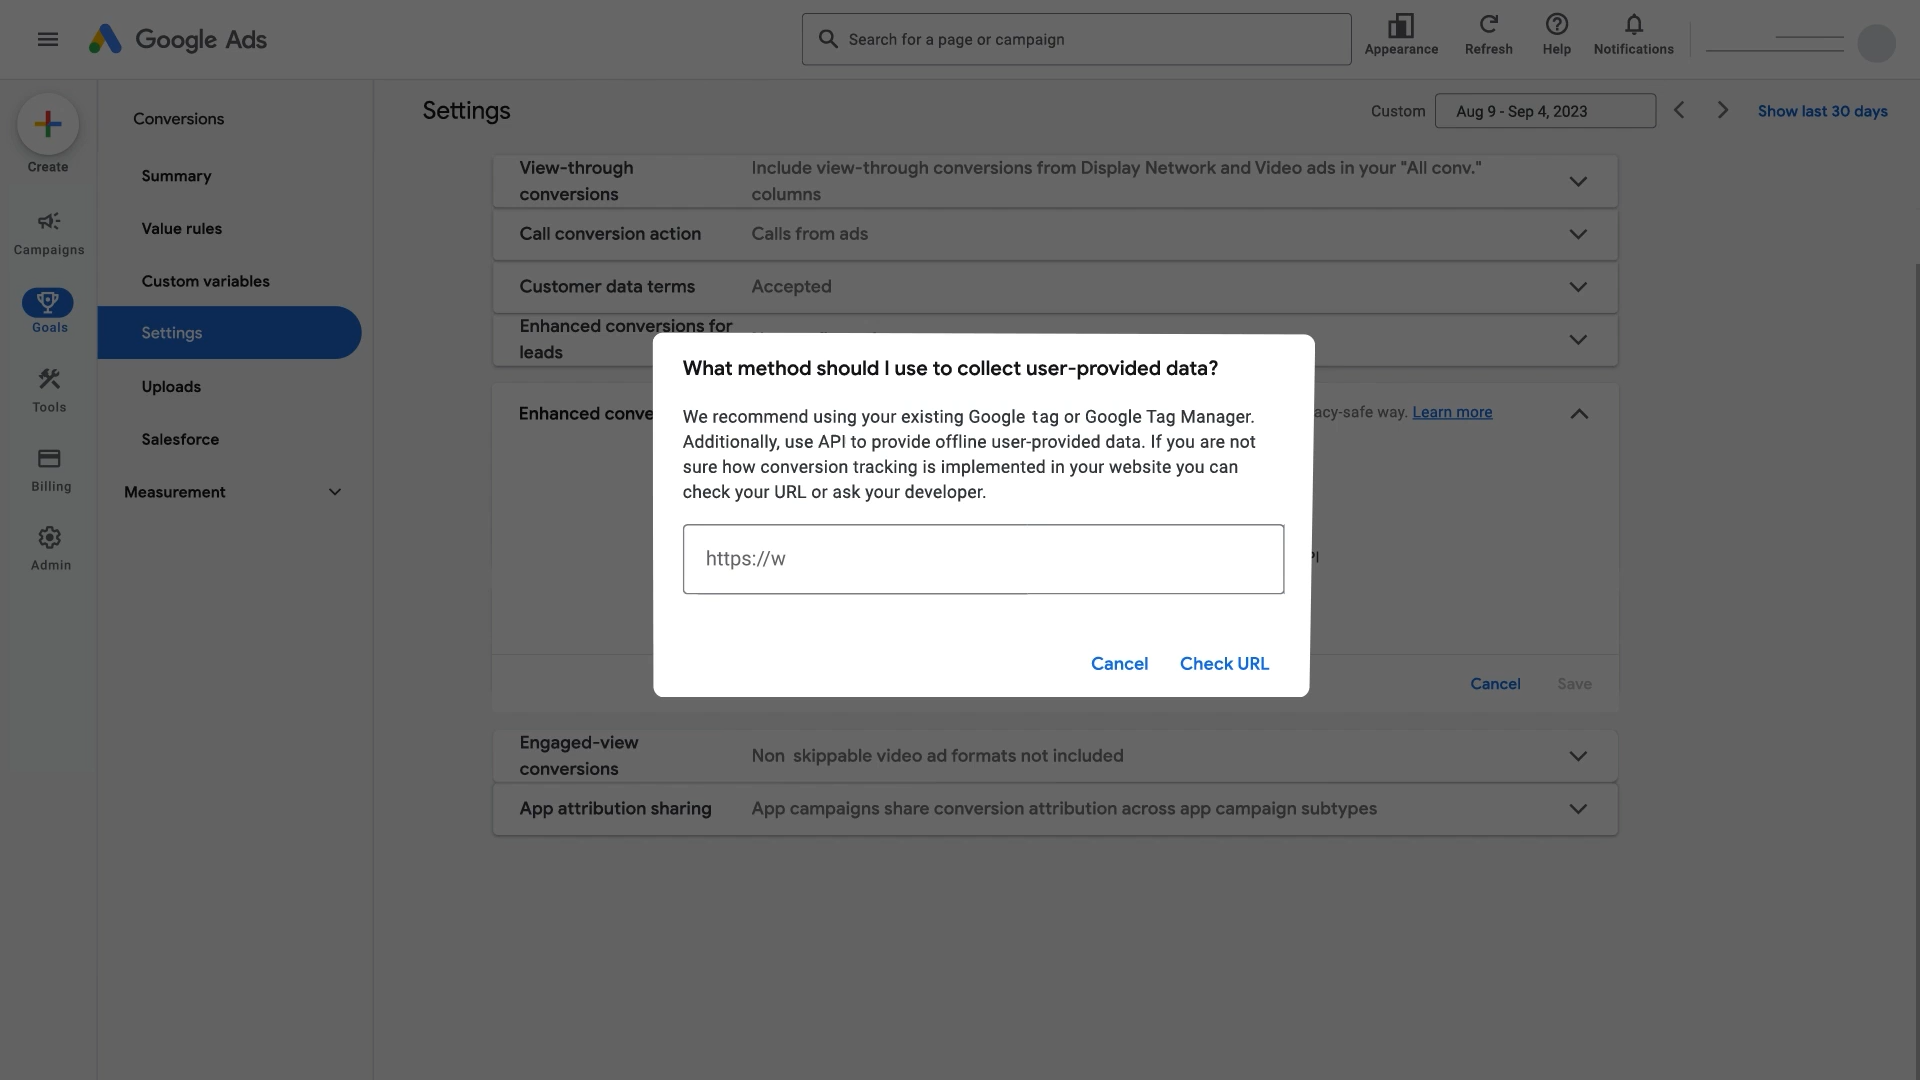 Google Ads
Search for a page or campaign
Appearance
Refresh
Help
Notifications
Create
Campaigns
Goals
Tools
Billing
Admin
Conversions
Summary
Value rules
Custom variables
Settings
Uploads
Salesforce
Measurement
Settings
Custom
Aug 9 - Sep 4, 2023
Show last 30 days
View-through
conversions
Include view-through conversions from Display Network and Video ads in your "All conv."
columns
Call conversion action
Calls from ads
Customer data terms
Accepted
Enhanced conversions for
leads
Enhanced conve
acy-safe way. Learn more
What method should I use to collect user-provided data?
We recommend using your existing Google tag or Google Tag Manager.
Additionally, use API to provide offline user-provided data. If you are not
sure how conversion tracking is implemented in your website you can
check your URL or ask your developer.
https://w
Cancel
Check URL
Cancel
Save
Engaged-view
conversions
Non skippable video ad formats not included
App attribution sharing
App campaigns share conversion attribution across app campaign subtypes